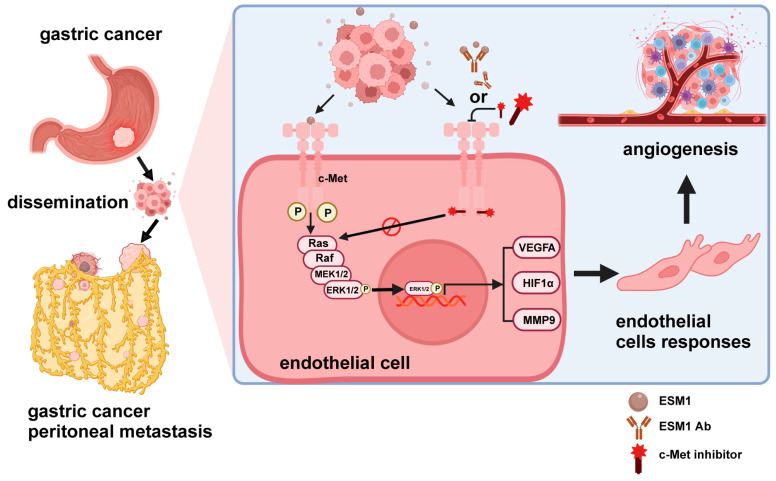 gastric cancer
dissemination
gastric cancer
peritoneal metastasis
or
c-Met
P
P
Ras
Raf
MEK1/2
ERK1/2
P
ERK1/2
P
VEGFA
HIF1α
MMP9
endothelial cell
angiogenesis
endothelial
cells responses
ESM1
ESM1 Ab
c-Met inhibitor